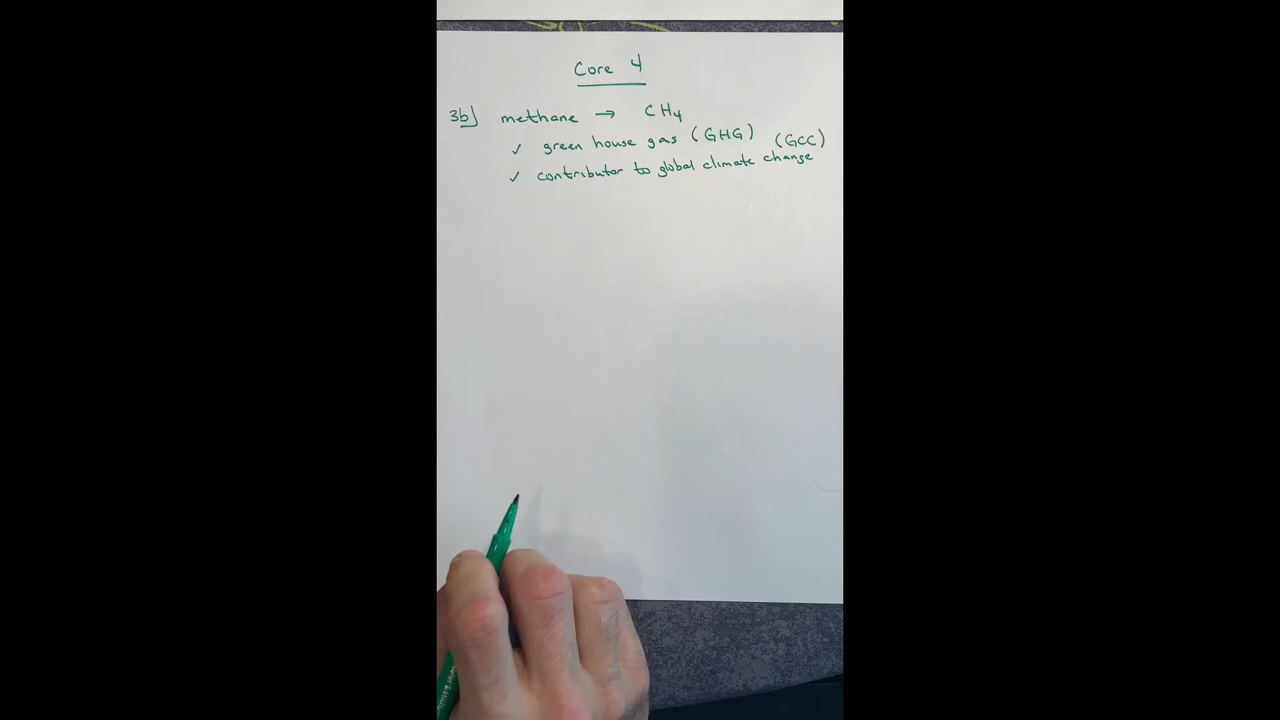 Core 4
3b) methane → CH4
✓ green house gas (GHG) (GCC)
✓ contributor to global climate change